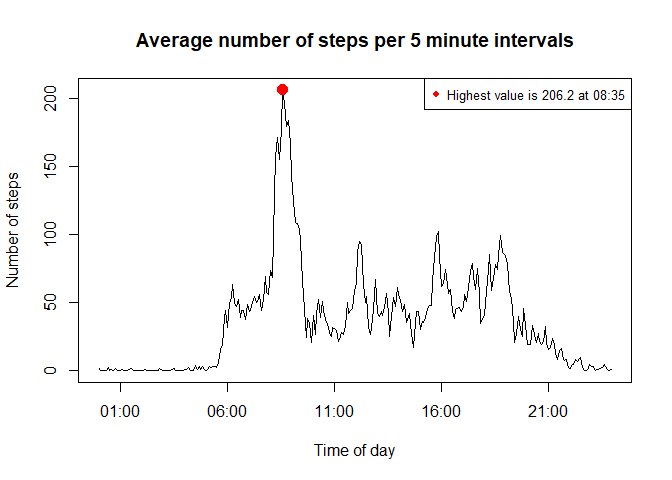 Average number of steps per 5 minute intervals
Highest value is 206.2 at 08:35
Number of steps
200
150
100
50
0
01:00 06:00 11:00 16:00 21:00
Time of day